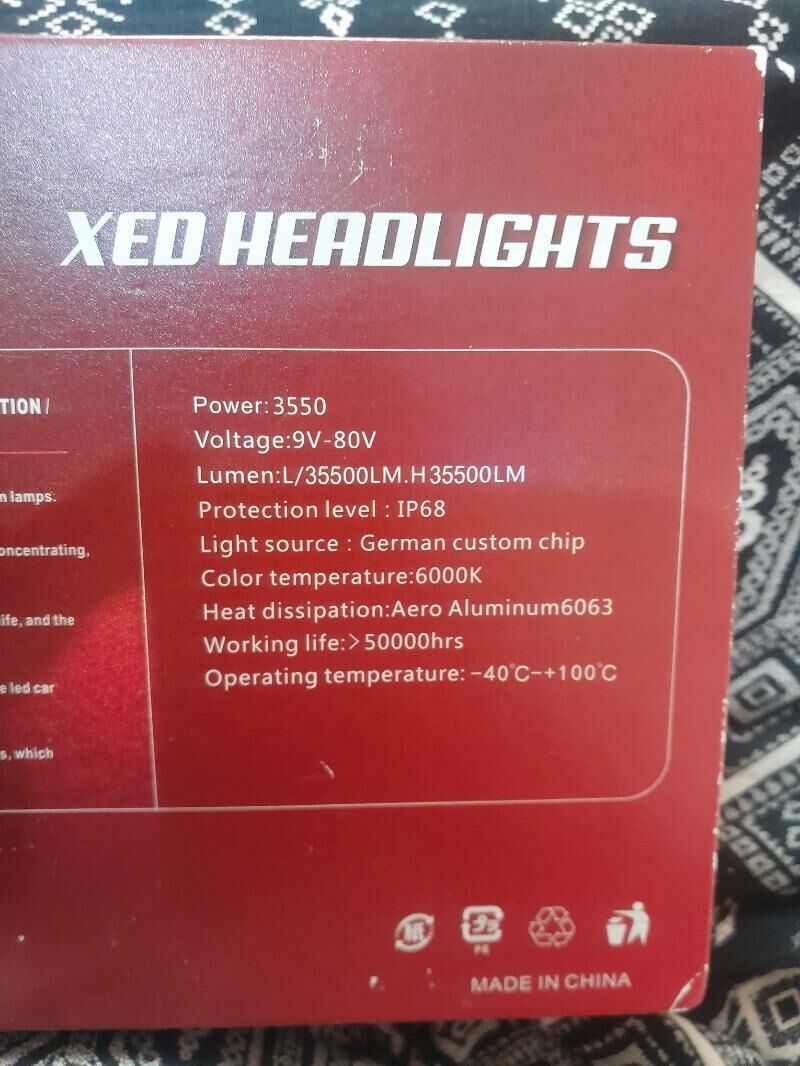 XED HEADLIGHTS
TION/
n lamps.
oncentrating,
ife, and the
e led car
s, which
Power:3550
Voltage:9V-80V
Lumen:L/35500LM.H35500LM
Protection level : IP68
Light source : German custom chip
Color temperature:6000K
Heat dissipation:Aero Aluminum6063
Working life:>50000hrs
Operating temperature: -40℃-+100℃
紙
PE
MADE IN CHINA